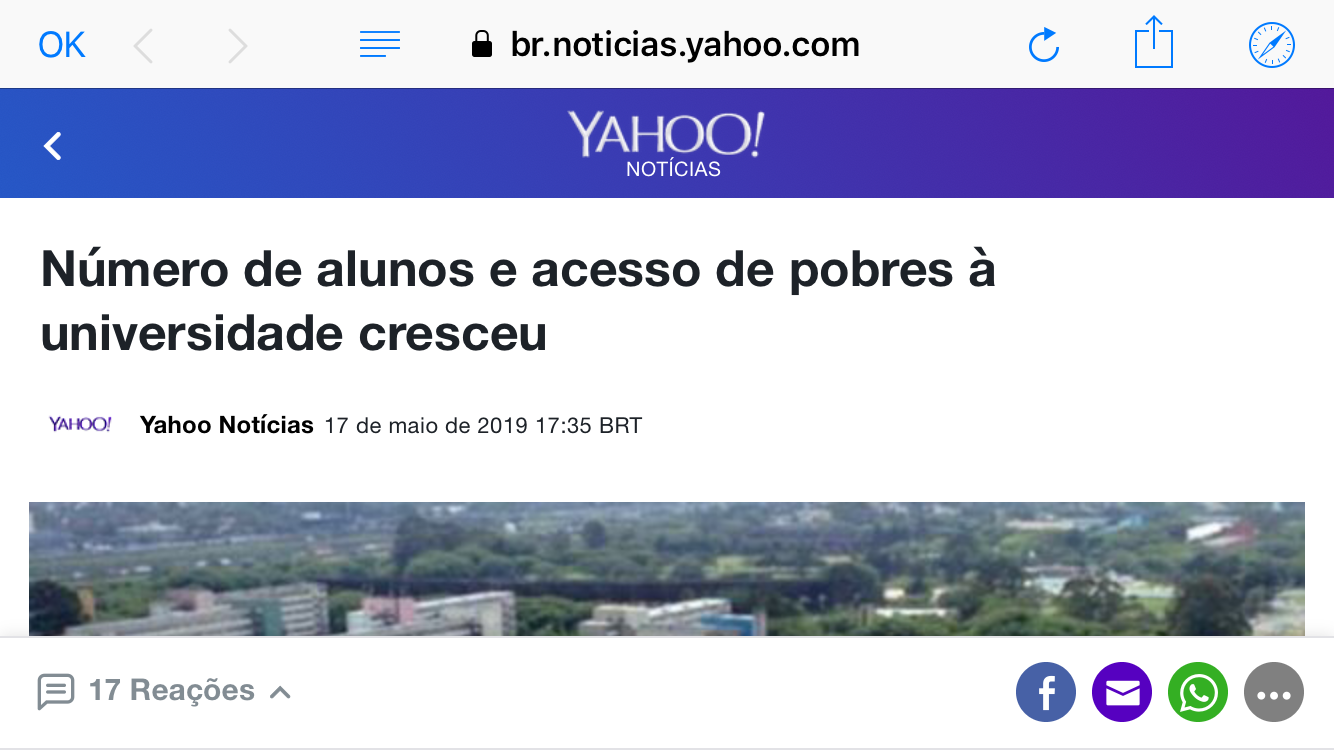 OK
br.noticias.yahoo.com
YAHOO!
NOTÍCIAS
Número de alunos e acesso de pobres à
universidade cresceu
YAHOO! Yahoo Notícias 17 de maio de 2019 17:35 BRT
17 Reações